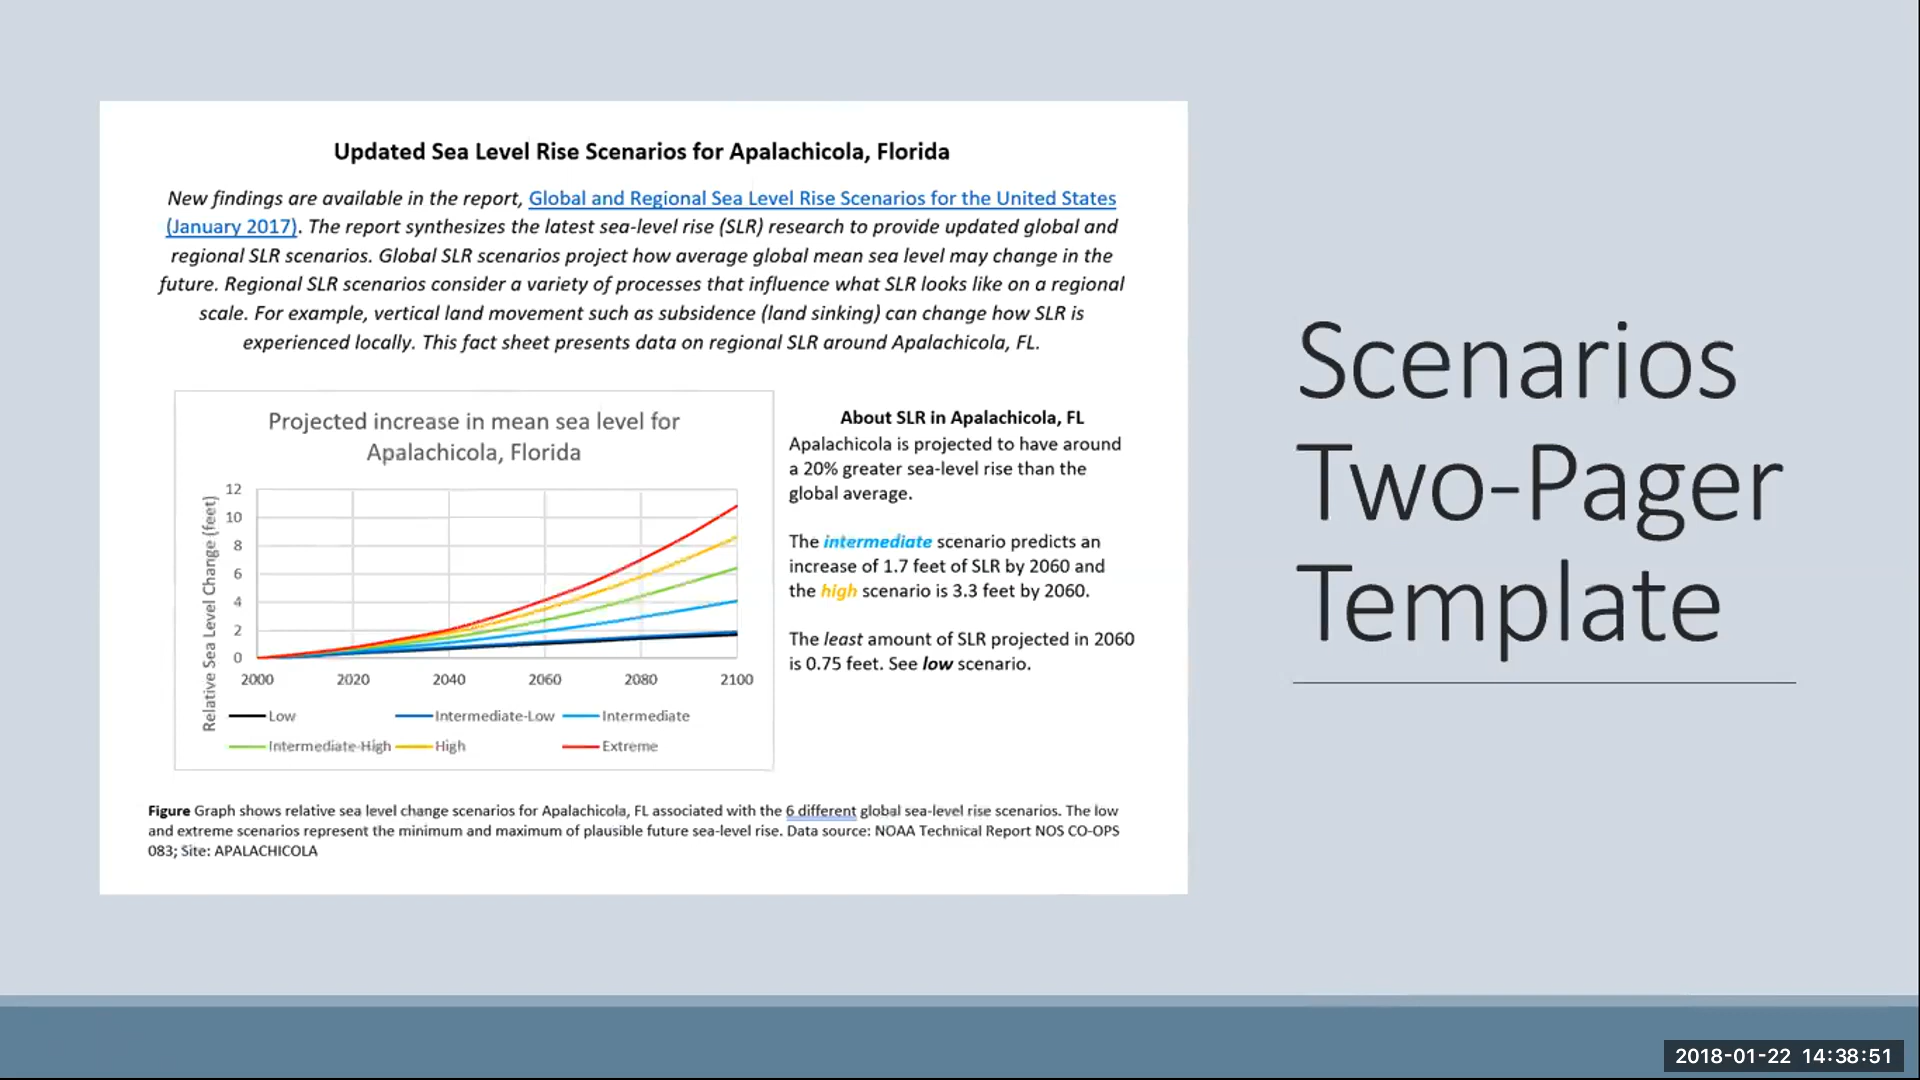 Updated Sea Level Rise Scenarios for Apalachicola, Florida
New findings are available in the report, Global and Regional Sea Level Rise Scenarios for the United States
(January 2017). The report synthesizes the latest sea-level rise (SLR) research to provide updated global and
regional SLR scenarios. Global SLR scenarios project how average global mean sea level may change in the
future. Regional SLR scenarios consider a variety of processes that influence what SLR looks like on a regional
scale. For example, vertical land movement such as subsidence (land sinking) can change how SLR is
experienced locally. This fact sheet presents data on regional SLR around Apalachicola, FL.
Projected increase in mean sea level for
Apalachicola, Florida
Relative Sea Level Change (feet)
12
10
8
6
4
2
0
2000 2020 2040 2060 2080 2100
Low Intermediate-Low Intermediate
Intermediate-High High Extreme
About SLR in Apalachicola, FL
Apalachicola is projected to have around
a 20% greater sea-level rise than the
global average.
The intermediate scenario predicts an
increase of 1.7 feet of SLR by 2060 and
the high scenario is 3.3 feet by 2060.
The least amount of SLR projected in 2060
is 0.75 feet. See low scenario.
Figure Graph shows relative sea level change scenarios for Apalachicola, FL associated with the 6 different global sea-level rise scenarios. The low
and extreme scenarios represent the minimum and maximum of plausible future sea-level rise. Data source: NOAA Technical Report NOS CO-OPS
083; Site: APALACHICOLA
Scenarios
Two-Pager
Template
2018-01-22 14:38:51